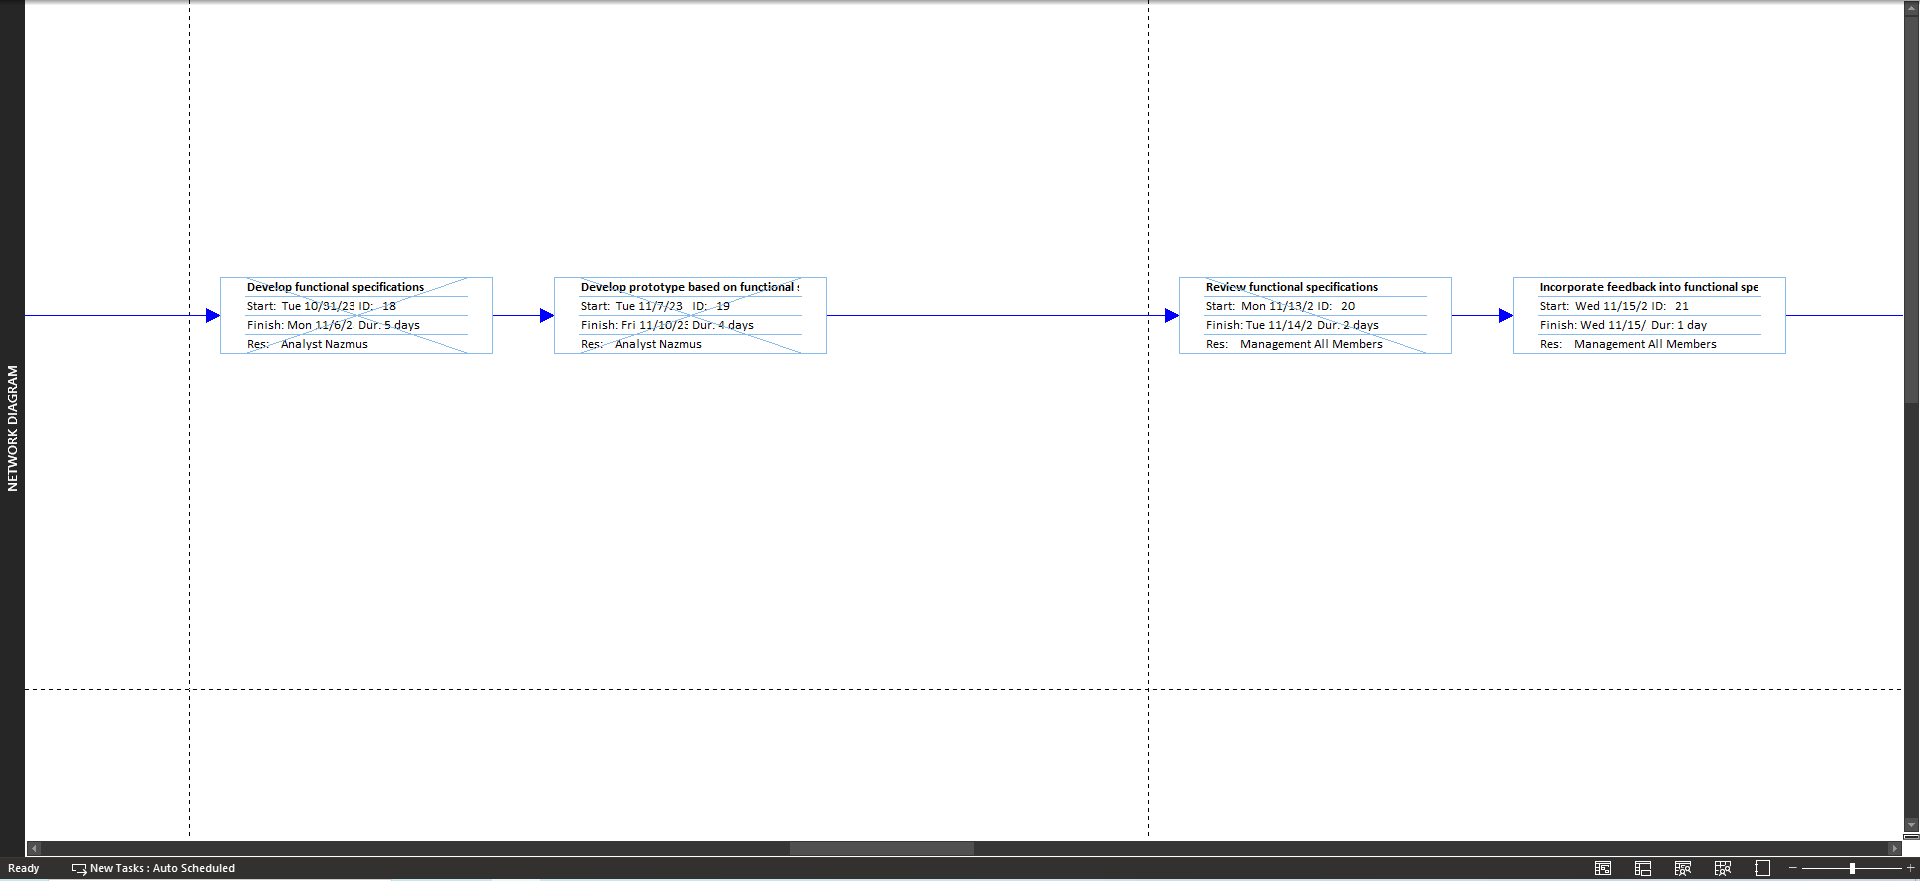 NETWORK DIAGRAM
Develop functional specifications
Start: Tue 10/31/23 ID: 18
Finish: Mon 11/6/2 Dur: 5 days
Res: Analyst Nazmus
Develop prototype based on functional
Start: Tue 11/7/23 ID: 19
Finish: Fri 11/10/23 Dur: 4 days
Res: Analyst Nazmus
Review functional specifications
Start: Mon 11/13/2 ID: 20
Finish: Tue 11/14/2 Dur: 2 days
Res: Management All Members
Incorporate feedback into functional spe
Start: Wed 11/15/2 ID: 21
Finish: Wed 11/15/ Dur: 1 day
Res: Management All Members
Ready
New Tasks : Auto Scheduled